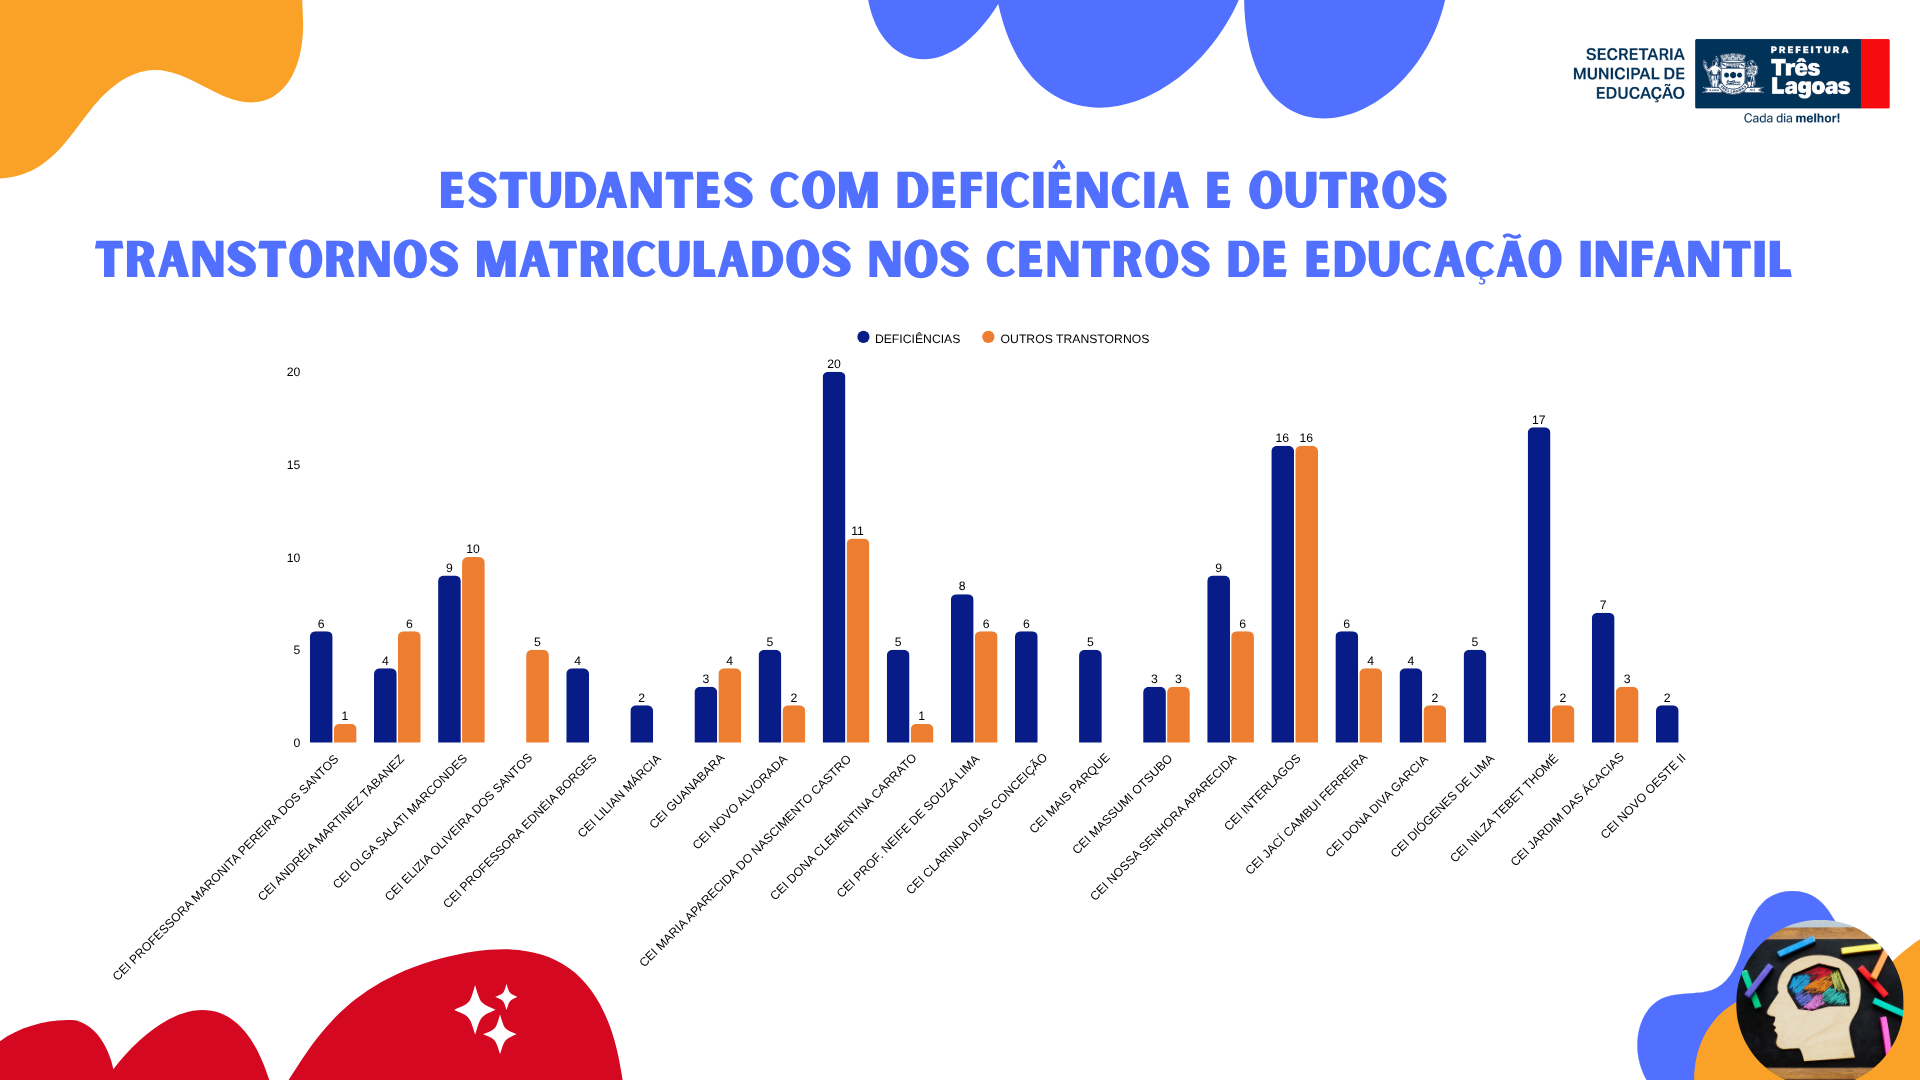 SECRETARIA
MUNICIPAL DE
EDUCAÇÃO
PREFEITURA
Três
Lagoas
Cada dia melhor!
ESTUDANTES COM DEFICIÊNCIA E OUTROS
TRANSTORNOS MATRICULADOS NOS CENTROS DE EDUCAÇÃO INFANTIL
DEFICIÊNCIAS
OUTROS TRANSTORNOS
20
15
10
5
0
6
1
4
6
9
10
5
4
2
3
4
5
2
20
11
5
1
8
6
6
5
3
3
9
6
16
16
6
4
4
2
5
17
2
7
3
2
CEI PROFESSORA MARONITA PEREIRA DOS SANTOS
CEI ANDRÉIA MARTINEZ TABANEZ
CEI OLGA SALATI MARCONDES
CEI ELIZIA OLIVEIRA DOS SANTOS
CEI PROFESSORA EDNÉIA BORGES
CEI LILIAN MÁRCIA
CEI GUANABARA
CEI NOVO ALVORADA
CEI MARIA APARECIDA DO NASCIMENTO CASTRO
CEI DONA CLEMENTINA CARRATO
CEI PROF. NEIFE DE SOUZA LIMA
CEI CLARINDA DIAS CONCEIÇÃO
CEI MAIS PARQUE
CEI MASSUMI OTSUBO
CEI NOSSA SENHORA APARECIDA
CEI INTERLAGOS
CEI JACÍ CAMBUI FERREIRA
CEI DONA DIVA GARCIA
CEI DIÓGENES DE LIMA
CEI NILZA TEBET THOMÉ
CEI JARDIM DAS ÁCACIAS
CEI NOVO OESTE II